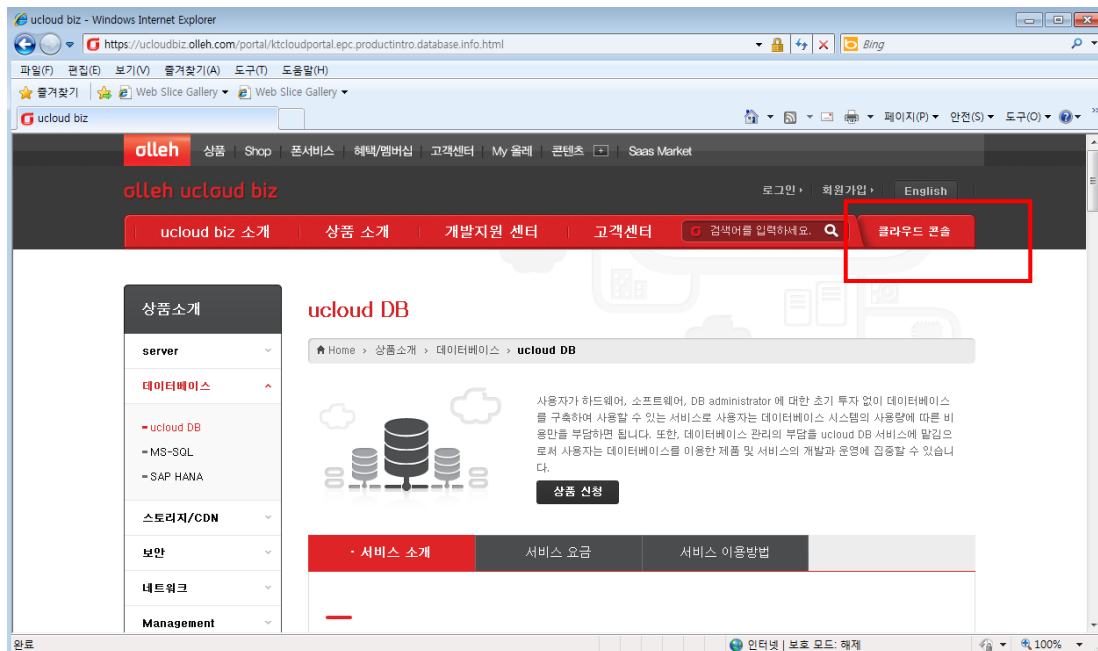 ucloud biz - Windows Internet Explorer
https://ucloudbiz.olleh.com/portal/ktcloudportal.epc.productintro.database.info.html
Bing
파일(F) 편집(E) 보기(V) 즐겨찾기(A) 도구(T) 도움말(H)
즐겨찾기 Web Slice Gallery Web Slice Gallery
ucloud biz
페이지(P) 안전(S) 도구(O)
olleh 상품 Shop 폰서비스 혜택/멤버십 고객센터 My 올레 콘텐츠 + Saas Market
olleh ucloud biz
로그인 회원가입 English
ucloud biz 소개 상품 소개 개발지원 센터 고객센터 검색어를 입력하세요. 클라우드 콘솔
상품소개
ucloud DB
server
Home › 상품소개 › 데이터베이스 › ucloud DB
데이터베이스
- ucloud DB
- MS-SQL
- SAP HANA
사용자가 하드웨어, 소프트웨어, DB administrator 에 대한 초기 투자 없이 데이터베이스
를 구축하여 사용할 수 있는 서비스로 사용자는 데이터베이스 시스템의 사용량에 따른 비
용만을 부담하면 됩니다. 또한, 데이터베이스 관리의 부담을 ucloud DB 서비스에 맡김으
로써 사용자는 데이터베이스를 이용한 제품 및 서비스의 개발과 운영에 집중할 수 있습니
다.
상품 신청
스토리지/CDN
보안
네트워크
Management
· 서비스 소개 서비스 요금 서비스 이용방법
완료
인터넷 | 보호 모드: 해제
100%